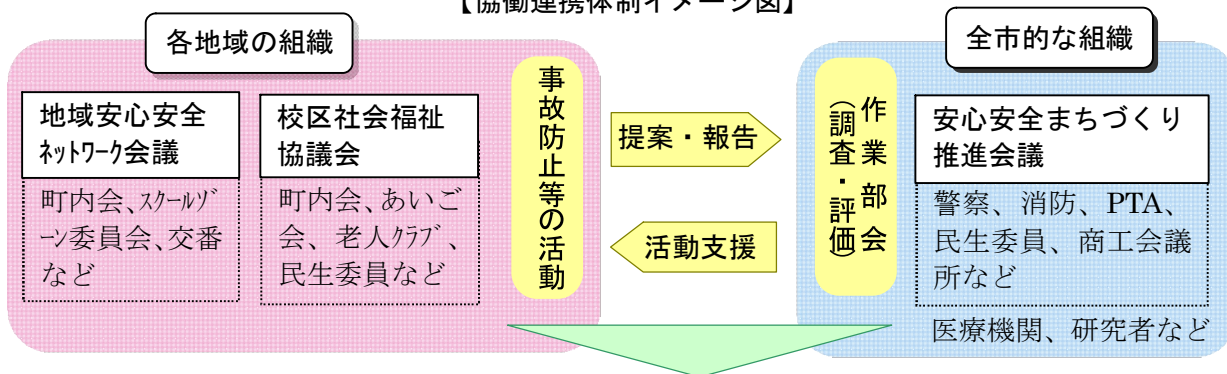 【協働連携体制イメージ図】
各地域の組織
地域安心安全
ﾈｯﾄﾜｰｸ会議
町内会、ｽｸｰﾙｿﾞ
ｰﾝ委員会、交番
など
校区社会福祉
協議会
町内会、あいご
会、老人ｸﾗﾌﾞ、
民生委員など
事故防止等の活動
提案・報告
活動支援
全市的な組織
作業部会
（調査・評価）
安心安全まちづくり
推進会議
警察、消防、PTA、
民生委員、商工会議
所など
医療機関、研究者など